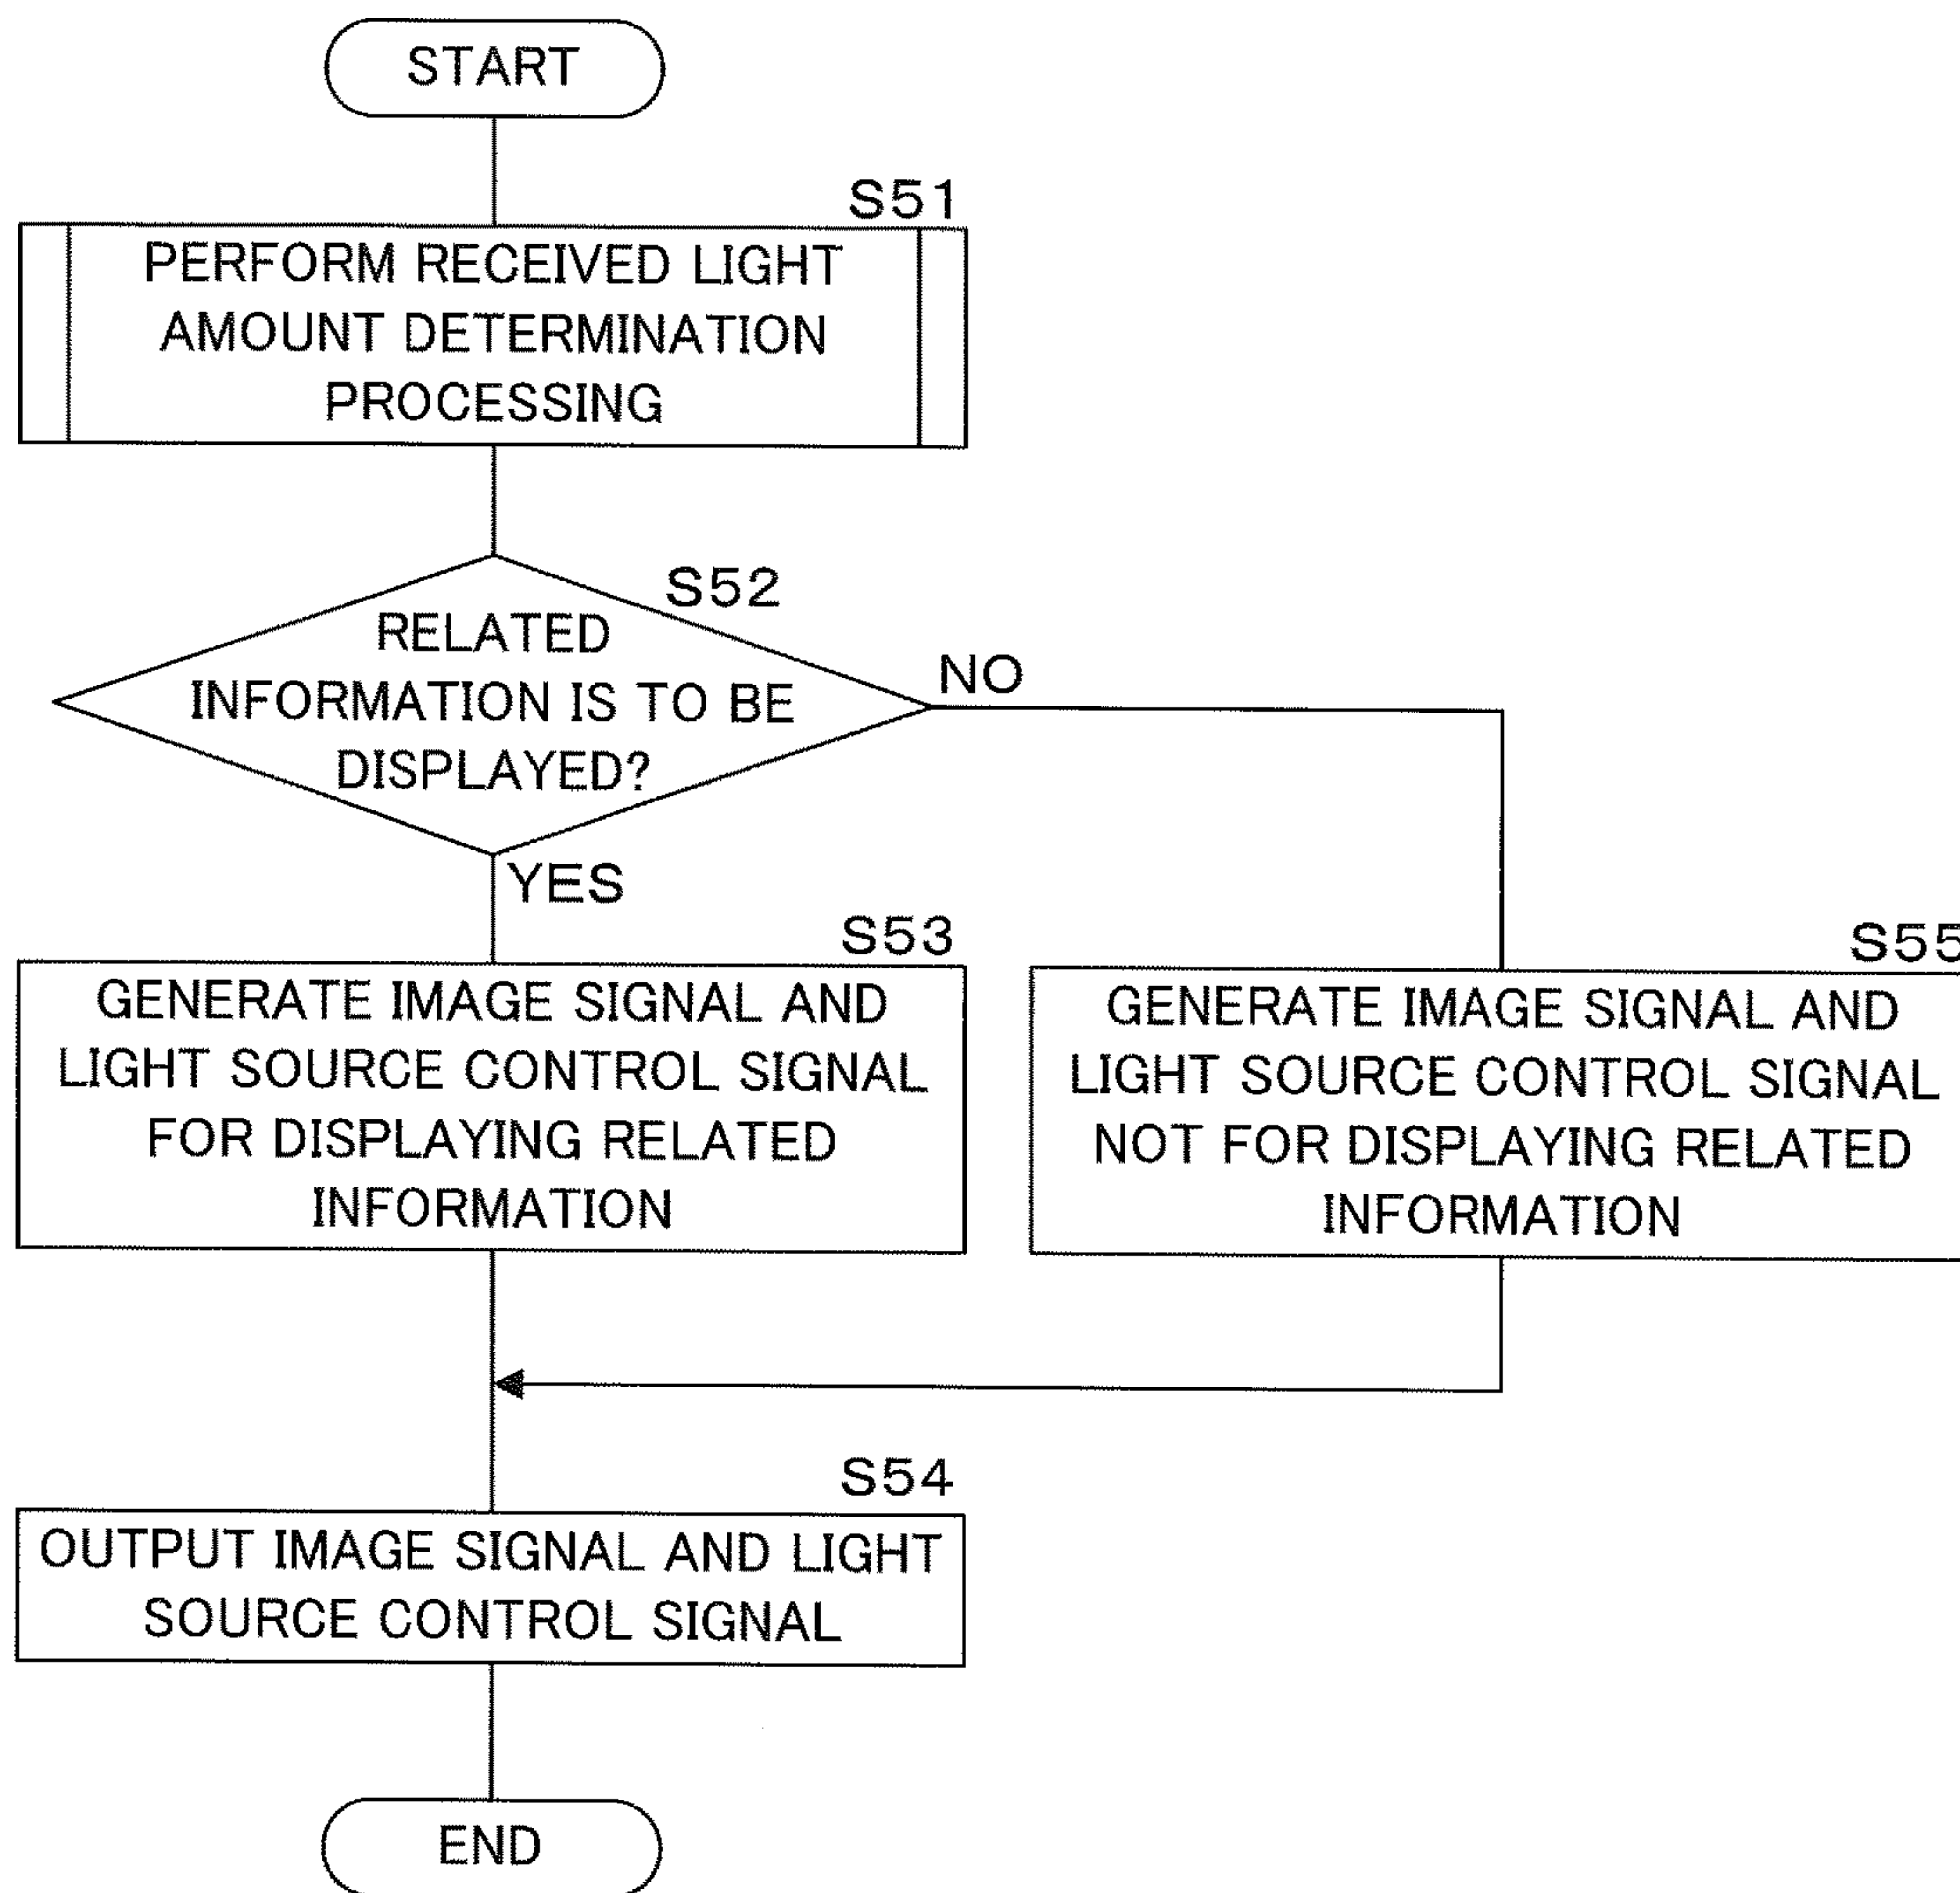 START
S51
PERFORM RECEIVED LIGHT
AMOUNT DETERMINATION
PROCESSING
S52
RELATED
INFORMATION IS TO BE
DISPLAYED?
NO
YES
S53
GENERATE IMAGE SIGNAL AND
LIGHT SOURCE CONTROL SIGNAL
FOR DISPLAYING RELATED
INFORMATION
S55
GENERATE IMAGE SIGNAL AND
LIGHT SOURCE CONTROL SIGNAL
NOT FOR DISPLAYING RELATED
INFORMATION
S54
OUTPUT IMAGE SIGNAL AND LIGHT
SOURCE CONTROL SIGNAL
END